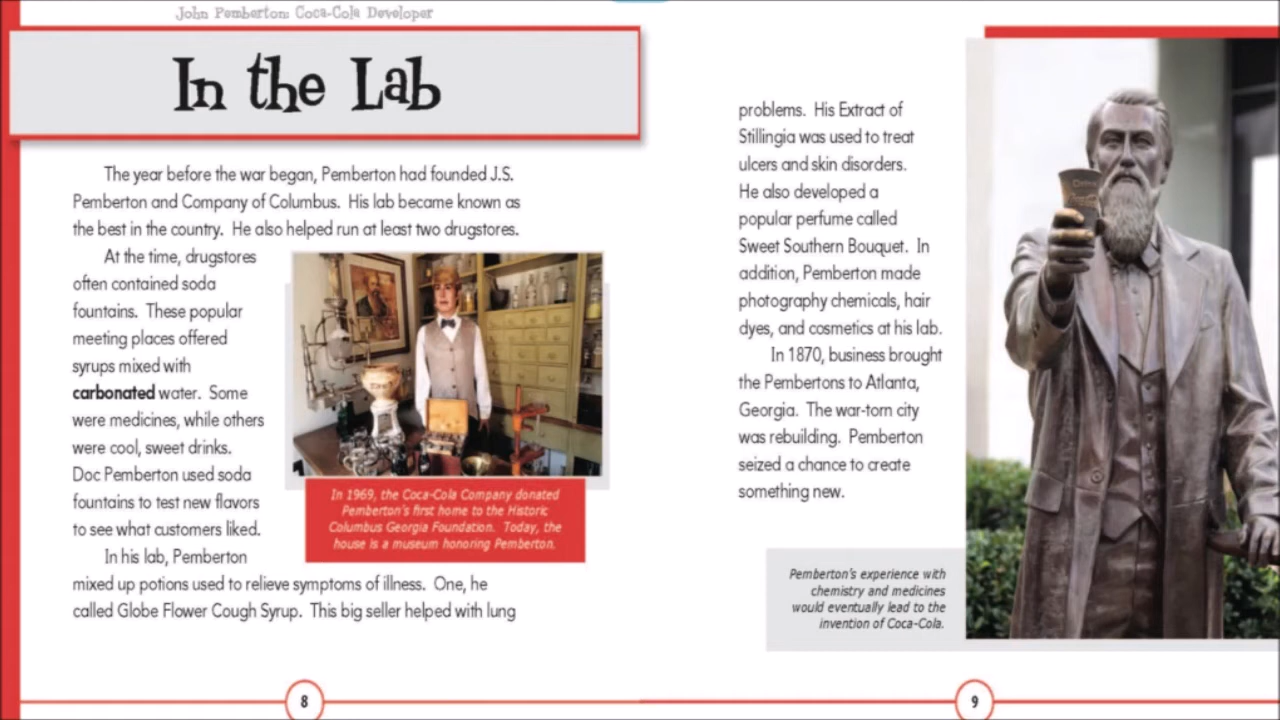 John Pemberton: Coca-Cola Developer
In the Lab
The year before the war began, Pemberton had founded J.S.
Pemberton and Company of Columbus. His lab became known as
the best in the country. He also helped run at least two drugstores.
At the time, drugstores
often contained soda
fountains. These popular
meeting places offered
syrups mixed with
carbonated water. Some
were medicines, while others
were cool, sweet drinks.
Doc Pemberton used soda
fountains to test new flavors
to see what customers liked.
In his lab, Pemberton
mixed up potions used to relieve symptoms of illness. One, he
called Globe Flower Cough Syrup. This big seller helped with lung
In 1969, the Coca-Cola Company donated
Pemberton's first home to the Historic
Columbus Georgia Foundation. Today, the
house is a museum honoring Pemberton.
8
problems. His Extract of
Stillingia was used to treat
ulcers and skin disorders.
He also developed a
popular perfume called
Sweet Southern Bouquet. In
addition, Pemberton made
photography chemicals, hair
dyes, and cosmetics at his lab.
In 1870, business brought
the Pembertons to Atlanta,
Georgia. The war-torn city
was rebuilding. Pemberton
seized a chance to create
something new.
Pemberton's experience with
chemistry and medicines
would eventually lead to the
invention of Coca-Cola.
9